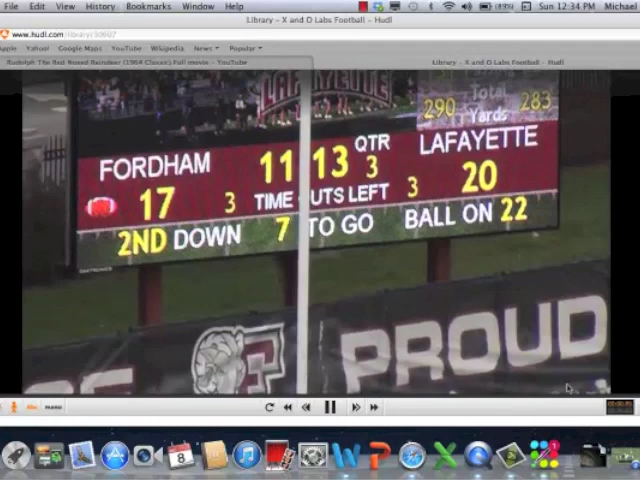 File Edit View History Bookmarks Window Help (89%) Sun 12:34 PM Michael
Library – X and O Labs Football – Hudl
www.hudl.com
Apple Yahoo! Google Maps YouTube Wikipedia News Popular
Rudolph The Red Nosed Reindeer (1964 Classic) Full movie – YouTube
Library – X and O Labs Football – Hudl
LAFAYETTE
290 Total Yards 283
FORDHAM 11 13 QTR 3 LAFAYETTE
17 3 TIME OUTS LEFT 3 20
2ND DOWN 7 TO GO BALL ON 22
PROUD
8